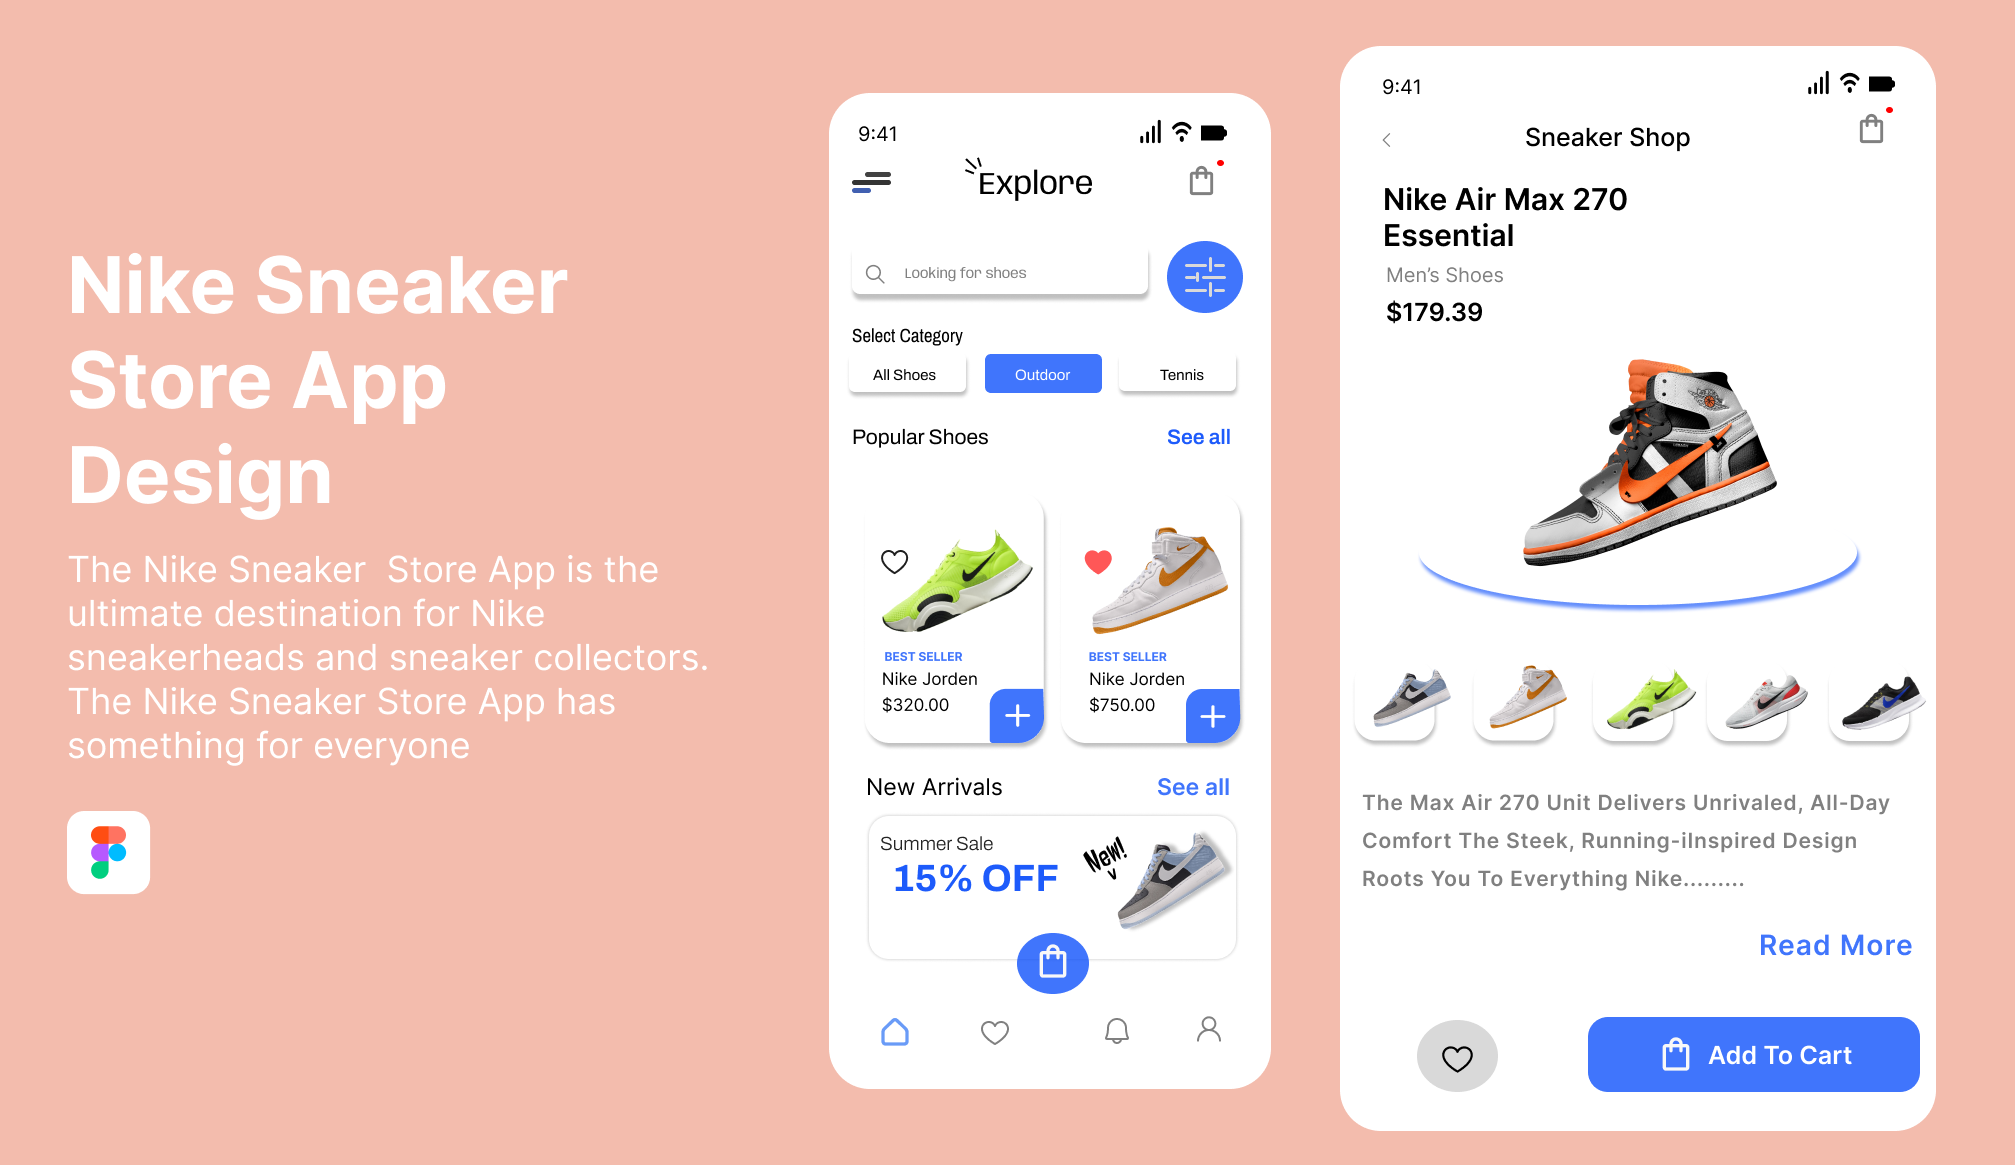 Nike Sneaker
Store App
Design
The Nike Sneaker  Store App is the
ultimate destination for Nike
sneakerheads and sneaker collectors.
The Nike Sneaker Store App has
something for everyone
9:41
Explore
Looking for shoes
Select Category
All Shoes
Outdoor
Tennis
Popular Shoes
See all
BEST SELLER
Nike Jorden
$320.00
BEST SELLER
Nike Jorden
$750.00
New Arrivals
See all
Summer Sale
15% OFF
New!
9:41
Sneaker Shop
Nike Air Max 270
Essential
Men's Shoes
$179.39
The Max Air 270 Unit Delivers Unrivaled, All-Day
Comfort The Steek, Running-iInspired Design
Roots You To Everything Nike.........
Read More
Add To Cart